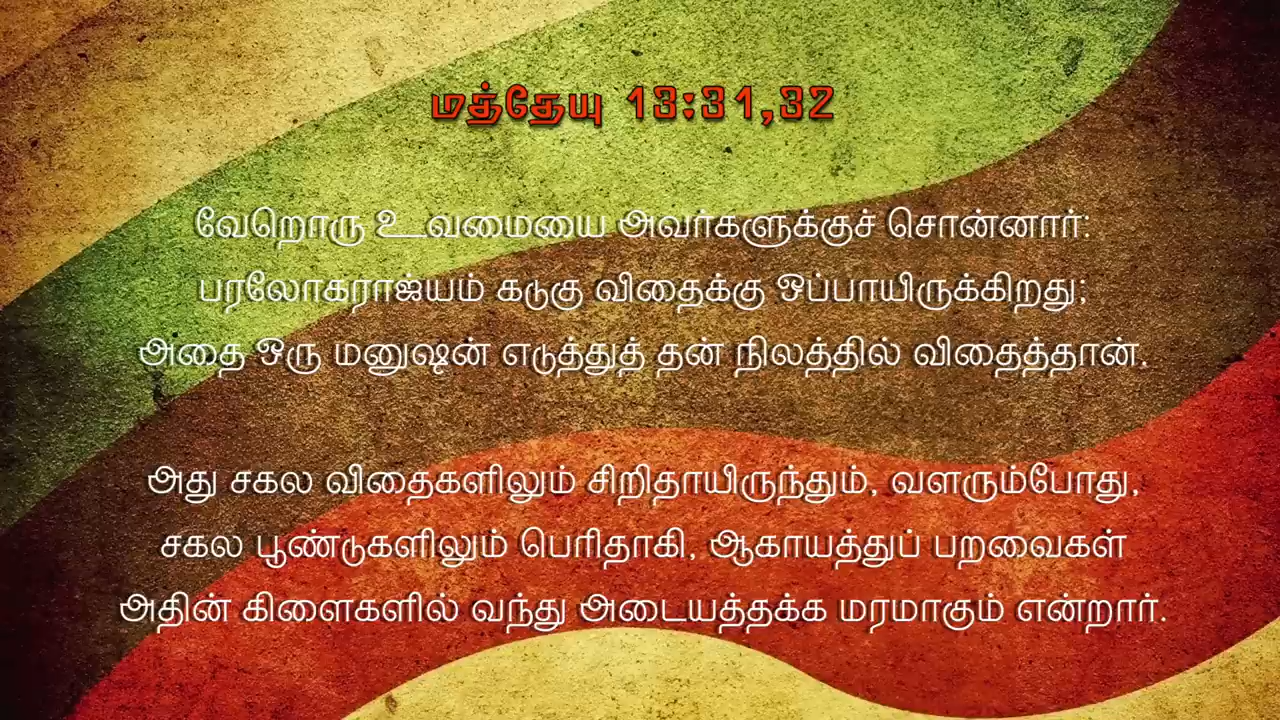 மத்தேயு 13:31,32
வேறொரு உவமையை அவர்களுக்குச் சொன்னார்:
பரலோகராஜ்யம் கடுகு விதைக்கு ஒப்பாயிருக்கிறது;
அதை ஒரு மனுஷன் எடுத்துத் தன் நிலத்தில் விதைத்தான்.
அது சகல விதைகளிலும் சிறிதாயிருந்தும், வளரும்போது,
சகல பூண்டுகளிலும் பெரிதாகி, ஆகாயத்துப் பறவைகள்
அதின் கிளைகளில் வந்து அடையத்தக்க மரமாகும் என்றார்.